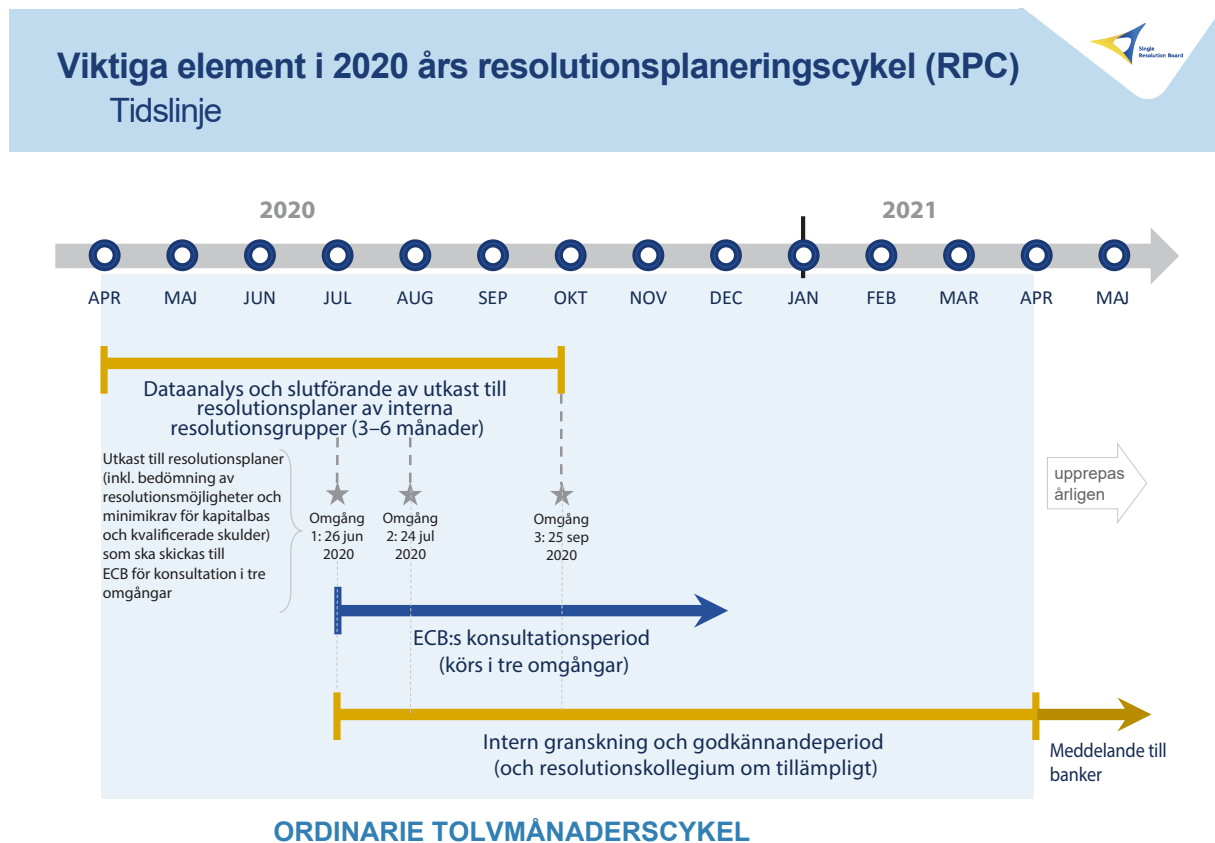 Viktiga element i 2020 års resolutionsplaneringscykel (RPC)
Tidslinje
Single
Resolution Board
2020
2021
APR
MAJ
JUN
JUL
AUG
SEP
OKT
NOV
DEC
JAN
FEB
MAR
APR
MAJ
Dataanalys och slutförande av utkast till
resolutionsplaner av interna
resolutionsgrupper (3–6 månader)
Utkast till resolutionsplaner
(inkl. bedömning av
resolutionsmöjligheter och
minimikrav för kapitalbas
och kvalificerade skulder)
som ska skickas till
ECB för konsultation i tre
omgångar
Omgång
1: 26 jun
2020
Omgång
2: 24 jul
2020
Omgång
3: 25 sep
2020
upprepas
årligen
ECB:s konsultationsperiod
(körs i tre omgångar)
Intern granskning och godkännandeperiod
(och resolutionskollegium om tillämpligt)
Meddelande till
banker
ORDINARIE TOLVMÅNADERSCYKEL